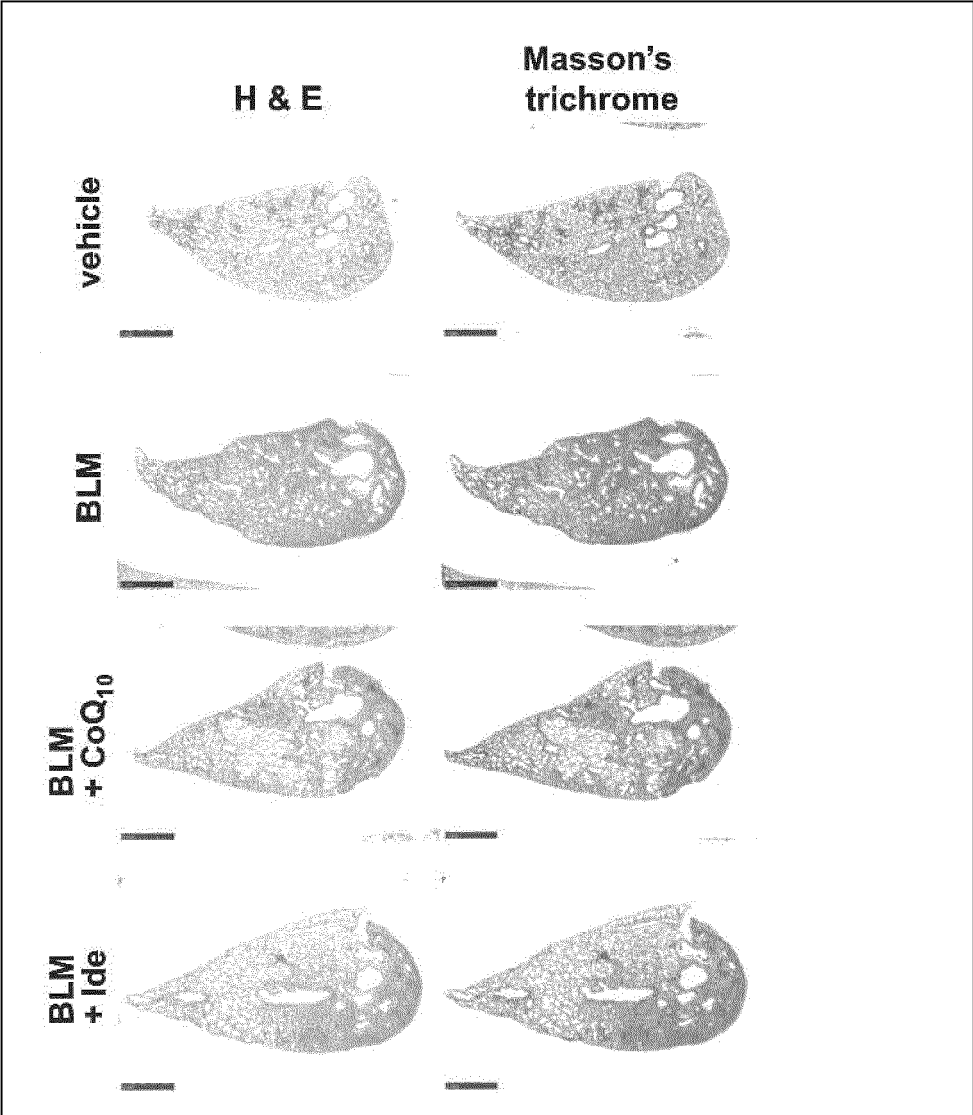 H & E
Masson's
trichrome
vehicle
BLM
BLM
+ CoQ₁₀
BLM
+ Ide